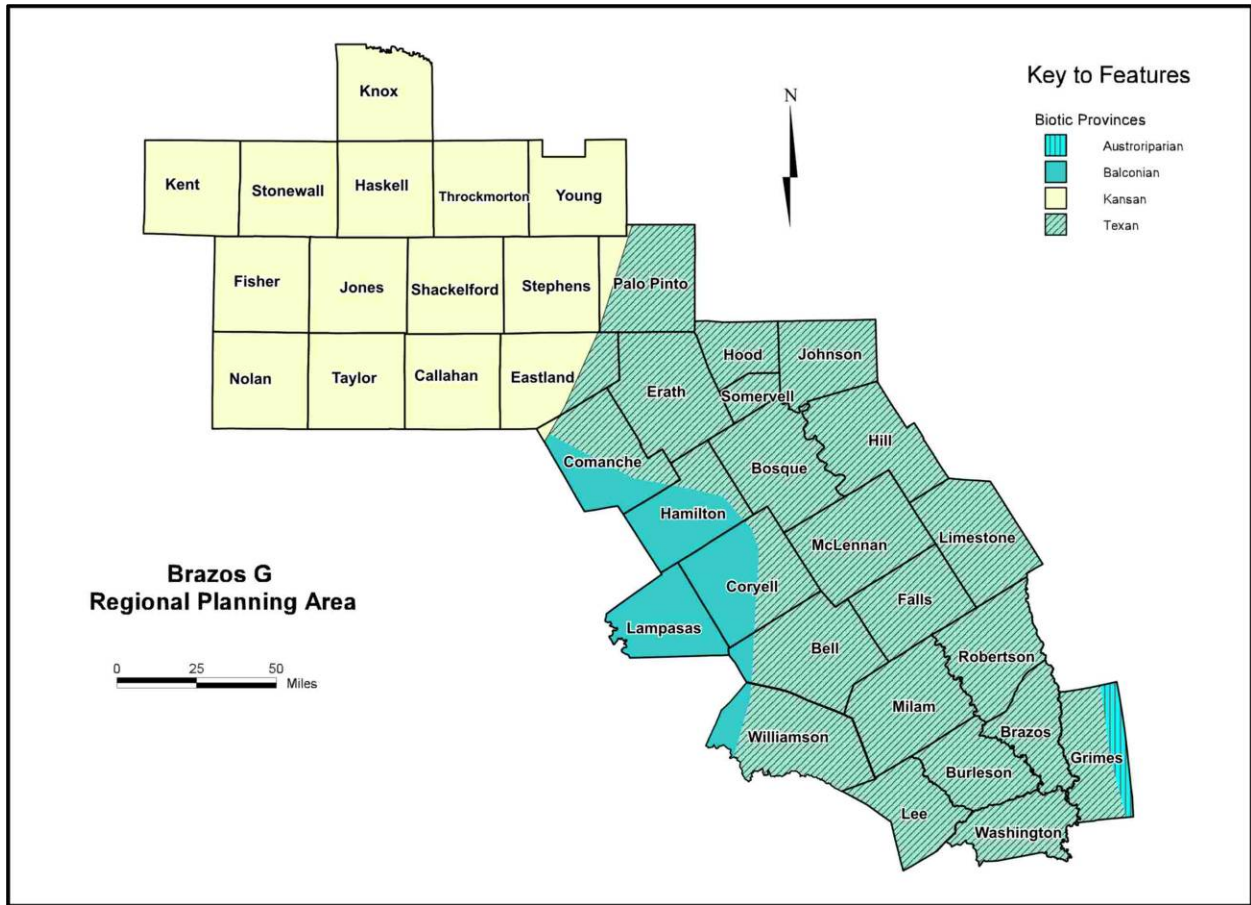 Key to Features
Biotic Provinces
Austroriparian
Balconian
Kansan
Texan
N
Knox
Kent
Stonewall
Haskell
Throckmorton
Young
Fisher
Jones
Shackelford
Stephens
Palo Pinto
Nolan
Taylor
Callahan
Eastland
Erath
Hood
Johnson
Somervell
Comanche
Bosque
Hill
Hamilton
McLennan
Limestone
Coryell
Falls
Lampasas
Bell
Robertson
Milam
Williamson
Brazos
Grimes
Burleson
Lee
Washington
Brazos G
Regional Planning Area
0 25 50
Miles